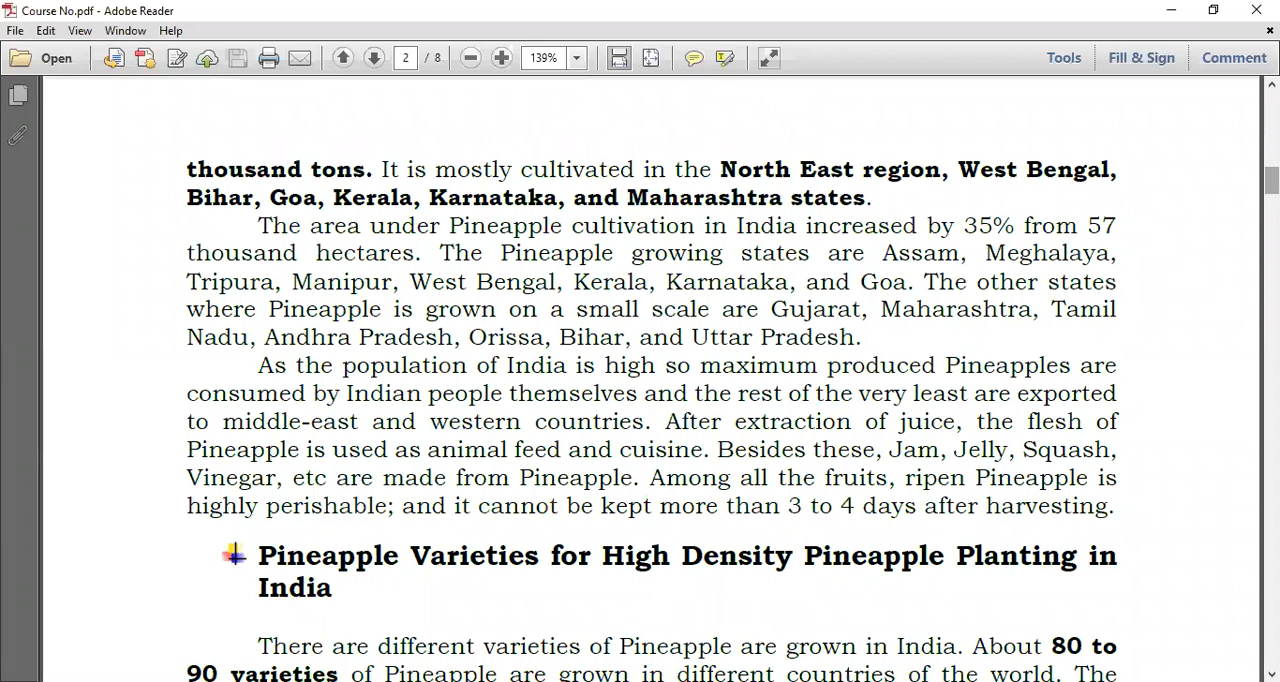 Course No.pdf - Adobe Reader
File Edit View Window Help
Open 2 / 8 139% Tools Fill & Sign Comment
thousand tons. It is mostly cultivated in the North East region, West Bengal,
Bihar, Goa, Kerala, Karnataka, and Maharashtra states.
The area under Pineapple cultivation in India increased by 35% from 57
thousand hectares. The Pineapple growing states are Assam, Meghalaya,
Tripura, Manipur, West Bengal, Kerala, Karnataka, and Goa. The other states
where Pineapple is grown on a small scale are Gujarat, Maharashtra, Tamil
Nadu, Andhra Pradesh, Orissa, Bihar, and Uttar Pradesh.
As the population of India is high so maximum produced Pineapples are
consumed by Indian people themselves and the rest of the very least are exported
to middle-east and western countries. After extraction of juice, the flesh of
Pineapple is used as animal feed and cuisine. Besides these, Jam, Jelly, Squash,
Vinegar, etc are made from Pineapple. Among all the fruits, ripen Pineapple is
highly perishable; and it cannot be kept more than 3 to 4 days after harvesting.
Pineapple Varieties for High Density Pineapple Planting in
India
There are different varieties of Pineapple are grown in India. About 80 to
90 varieties of Pineapple are grown in different countries of the world. The